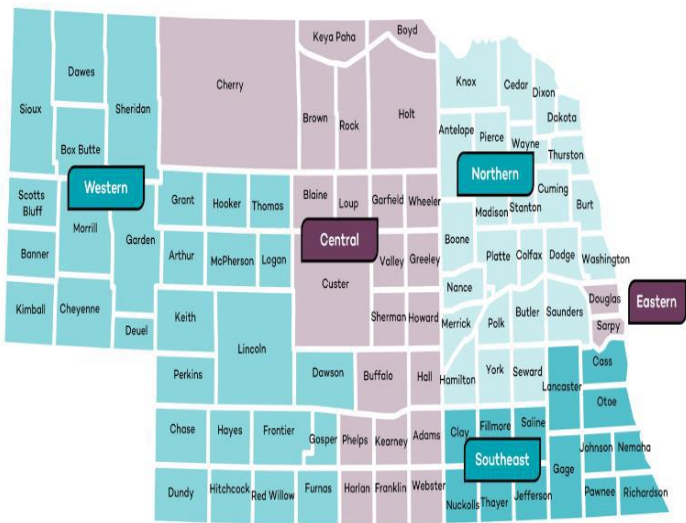 Keya Paha
Boyd
Dawes
Cherry
Knox
Cedar
Dixon
Sioux
Sheridan
Brown
Rock
Holt
Dakota
Box Butte
Antelope
Pierce
Wayne
Thurston
Western
Northern
Scotts
Bluff
Grant
Hooker
Thomas
Blaine
Loup
Garfield
Wheeler
Madison
Stanton
Cuming
Burt
Morrill
Garden
Central
Boone
Banner
Arthur
McPherson
Logan
Custer
Valley
Greeley
Platte
Colfax
Dodge
Washington
Nance
Kimball
Cheyenne
Deuel
Keith
Lincoln
Sherman
Howard
Merrick
Polk
Butler
Saunders
Douglas
Eastern
Sarpy
Perkins
Dawson
Buffalo
Hall
Hamilton
York
Seward
Lancaster
Cass
Otoe
Chase
Hayes
Frontier
Gosper
Phelps
Kearney
Adams
Clay
Fillmore
Saline
Southeast
Gage
Johnson
Nemaha
Dundy
Hitchcock
Red Willow
Furnas
Harlan
Franklin
Webster
Nuckolls
Thayer
Jefferson
Pawnee
Richardson